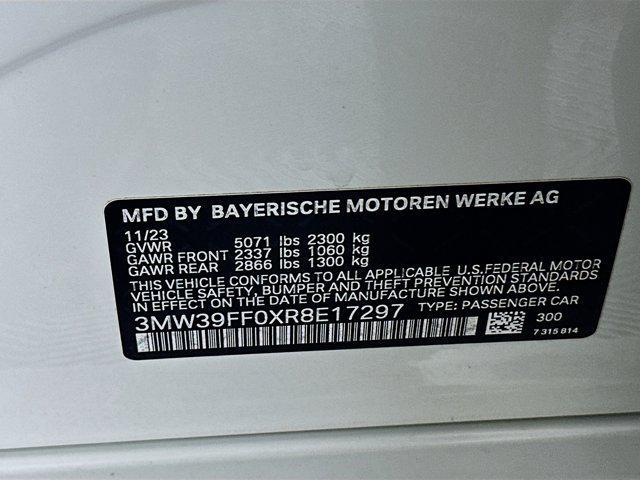 MFD BY BAYERISCHE MOTOREN WERKE AG
11/23
GVWR 5071 lbs 2300 kg
GAWR FRONT 2337 lbs 1060 kg
GAWR REAR 2866 lbs 1300 kg
THIS VEHICLE CONFORMS TO ALL APPLICABLE U.S.FEDERAL MOTOR
VEHICLE SAFETY, BUMPER AND THEFT PREVENTION STANDARDS
IN EFFECT ON THE DATE OF MANUFACTURE SHOWN ABOVE.
3MW39FF0XR8E17297 TYPE: PASSENGER CAR
300
7 315 814